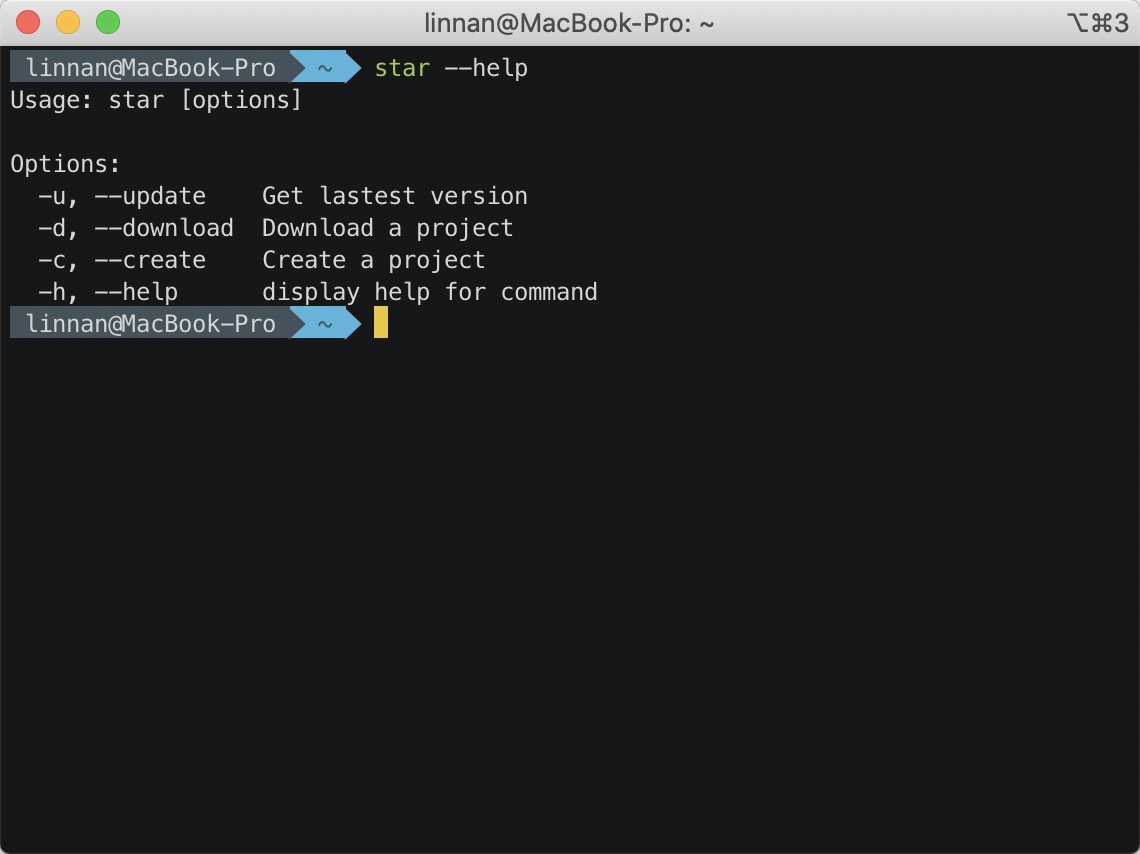 linnan@MacBook-Pro: ~ ⌥⌘3
linnan@MacBook-Pro ~ star --help
Usage: star [options]
Options:
-u, --update Get lastest version
-d, --download Download a project
-c, --create Create a project
-h, --help display help for command
linnan@MacBook-Pro ~